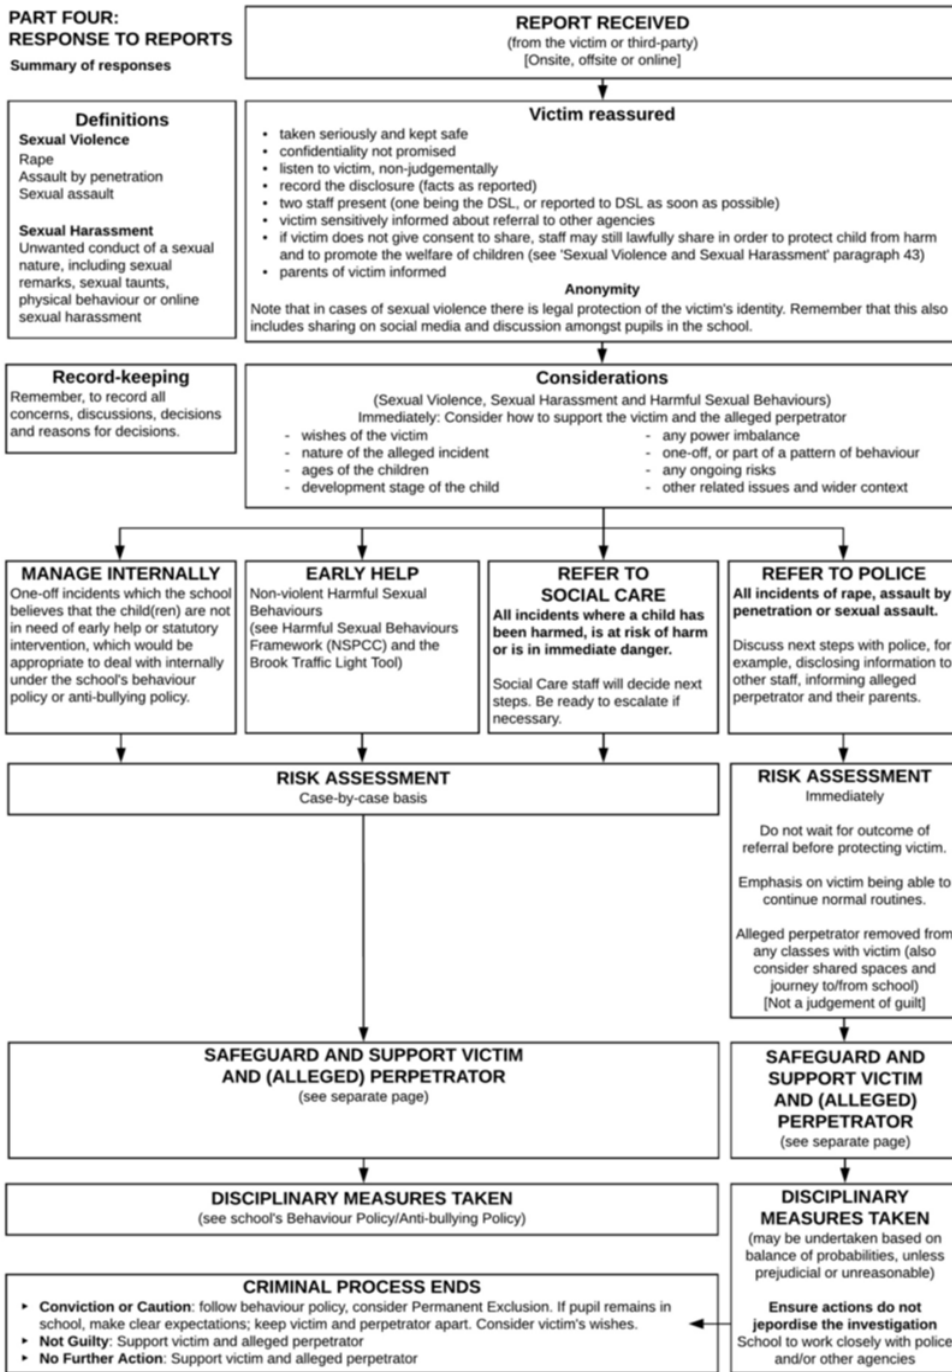 PART FOUR:
RESPONSE TO REPORTS
Summary of responses
REPORT RECEIVED
(from the victim or third-party)
[Onsite, offsite or online]
Definitions
Sexual Violence
Rape
Assault by penetration
Sexual assault
Sexual Harassment
Unwanted conduct of a sexual
nature, including sexual
remarks, sexual taunts,
physical behaviour or online
sexual harassment
Victim reassured
• taken seriously and kept safe
• confidentiality not promised
• listen to victim, non-judgementally
• record the disclosure (facts as reported)
• two staff present (one being the DSL, or reported to DSL as soon as possible)
• victim sensitively informed about referral to other agencies
• if victim does not give consent to share, staff may still lawfully share in order to protect child from harm
and to promote the welfare of children (see 'Sexual Violence and Sexual Harassment' paragraph 43)
• parents of victim informed
Anonymity
Note that in cases of sexual violence there is legal protection of the victim's identity. Remember that this also
includes sharing on social media and discussion amongst pupils in the school.
Record-keeping
Remember, to record all
concerns, discussions, decisions
and reasons for decisions.
Considerations
(Sexual Violence, Sexual Harassment and Harmful Sexual Behaviours)
Immediately: Consider how to support the victim and the alleged perpetrator
- wishes of the victim
- nature of the alleged incident
- ages of the children
- development stage of the child
- any power imbalance
- one-off, or part of a pattern of behaviour
- any ongoing risks
- other related issues and wider context
MANAGE INTERNALLY
One-off incidents which the school
believes that the child(ren) are not
in need of early help or statutory
intervention, which would be
appropriate to deal with internally
under the school's behaviour
policy or anti-bullying policy.
EARLY HELP
Non-violent Harmful Sexual
Behaviours
(see Harmful Sexual Behaviours
Framework (NSPCC) and the
Brook Traffic Light Tool)
REFER TO
SOCIAL CARE
All incidents where a child has
been harmed, is at risk of harm
or is in immediate danger.
Social Care staff will decide next
steps. Be ready to escalate if
necessary.
REFER TO POLICE
All incidents of rape, assault by
penetration or sexual assault.
Discuss next steps with police, for
example, disclosing information to
other staff, informing alleged
perpetrator and their parents.
RISK ASSESSMENT
Case-by-case basis
RISK ASSESSMENT
Immediately
Do not wait for outcome of
referral before protecting victim.
Emphasis on victim being able to
continue normal routines.
Alleged perpetrator removed from
any classes with victim (also
consider shared spaces and
journey to/from school)
[Not a judgement of guilt]
SAFEGUARD AND SUPPORT VICTIM
AND (ALLEGED) PERPETRATOR
(see separate page)
SAFEGUARD AND
SUPPORT VICTIM
AND (ALLEGED)
PERPETRATOR
(see separate page)
DISCIPLINARY MEASURES TAKEN
(see school's Behaviour Policy/Anti-bullying Policy)
DISCIPLINARY
MEASURES TAKEN
(may be undertaken based on
balance of probabilities, unless
prejudicial or unreasonable)
Ensure actions do not
jepordise the investigation
School to work closely with police
and/or other agencies
CRIMINAL PROCESS ENDS
‣ Conviction or Caution: follow behaviour policy, consider Permanent Exclusion. If pupil remains in
school, make clear expectations; keep victim and perpetrator apart. Consider victim's wishes.
‣ Not Guilty: Support victim and alleged perpetrator
‣ No Further Action: Support victim and alleged perpetrator